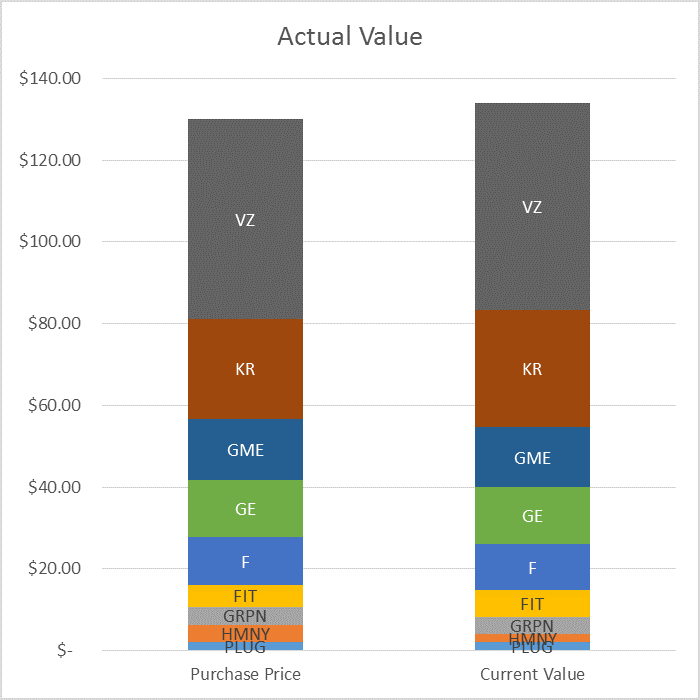 Actual Value
$140.00
$120.00
$100.00
$80.00
$60.00
$40.00
$20.00
$-
VZ
KR
GME
GE
F
FIT
GRPN
HMNY
PLUG
VZ
KR
GME
GE
F
FIT
GRPN
HMNY
PLUG
Purchase Price
Current Value